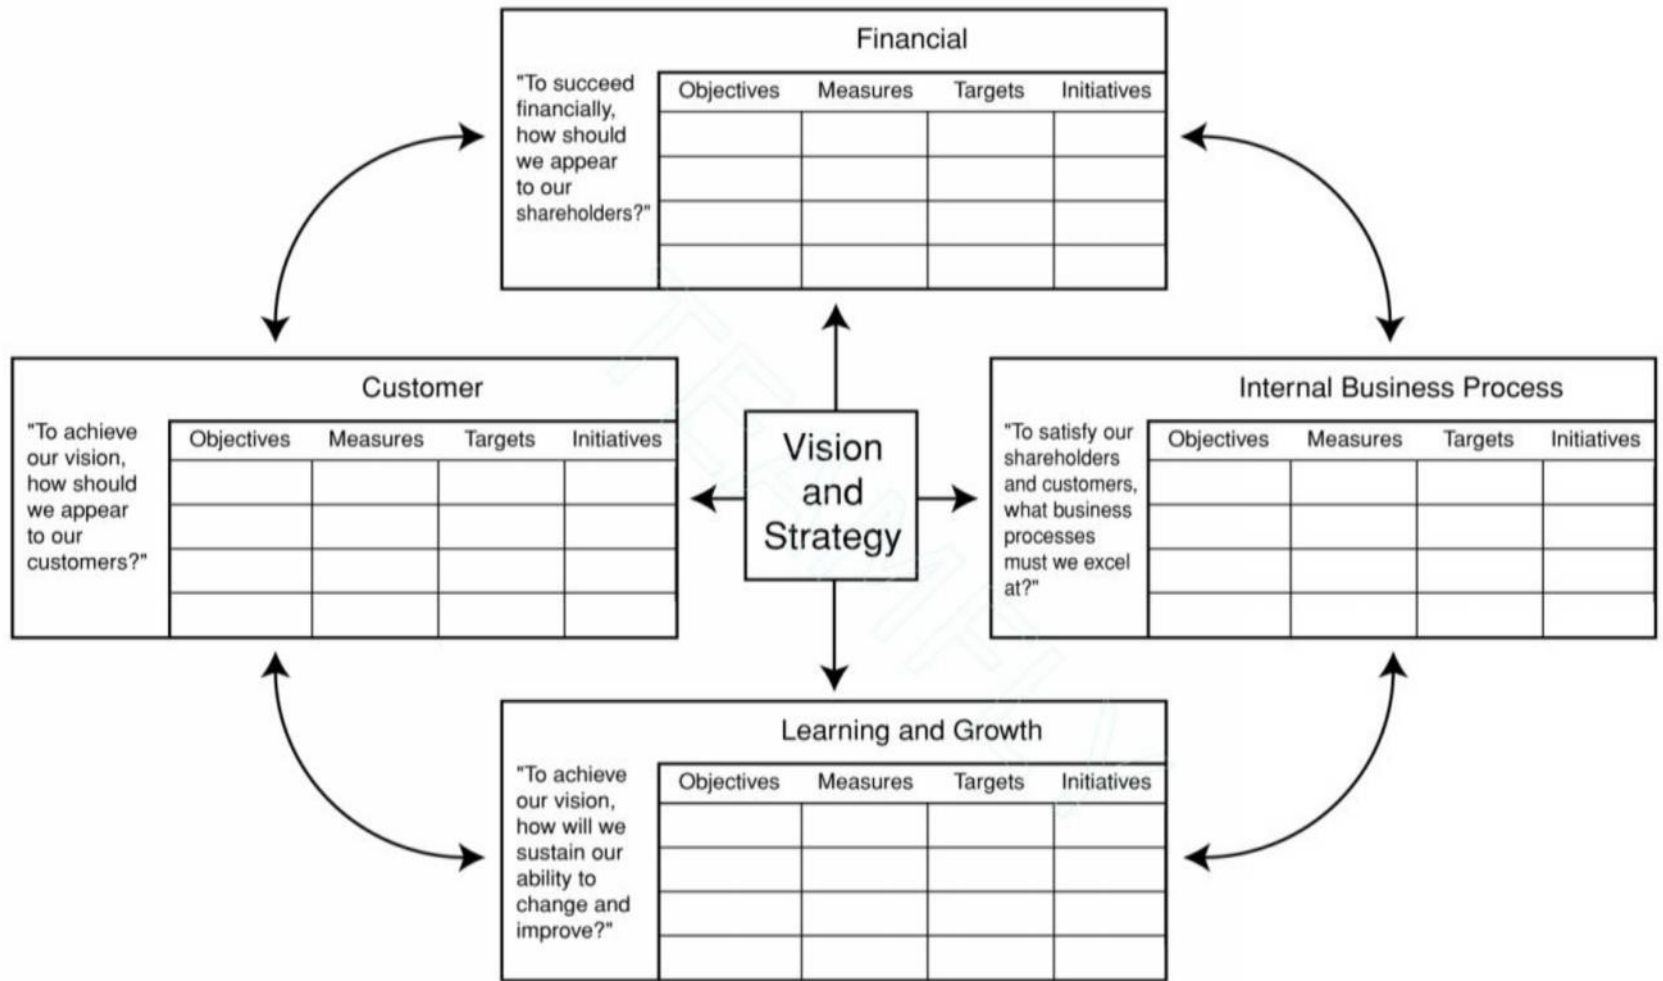 Financial
"To succeed
financially,
how should
we appear
to our
shareholders?"
Objectives Measures Targets Initiatives
Customer
"To achieve
our vision,
how should
we appear
to our
customers?"
Objectives Measures Targets Initiatives
Vision
and
Strategy
Internal Business Process
"To satisfy our
shareholders
and customers,
what business
processes
must we excel
at?"
Objectives Measures Targets Initiatives
Learning and Growth
"To achieve
our vision,
how will we
sustain our
ability to
change and
improve?"
Objectives Measures Targets Initiatives
TEAMFLY